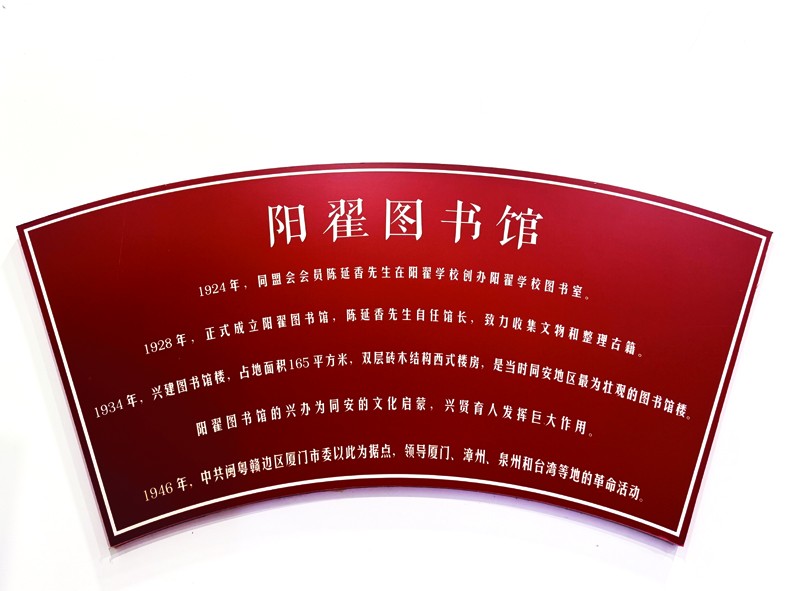 阳翟图书馆
1924年，同盟会会员陈延香先生在阳翟学校创办阳翟学校图书室。
1928年，正式成立阳翟图书馆，陈延香先生自任馆长，致力收集文物和整理古籍。
1934年，兴建图书馆楼，占地面积165平方米，双层砖木结构西式楼房，是当时同安地区最为壮观的图书馆楼。
阳翟图书馆的兴办为同安的文化启蒙，兴贤育人发挥巨大作用。
1946年，中共闽粤赣边区厦门市委以此为据点，领导厦门、漳州、泉州和台湾等地的革命活动。